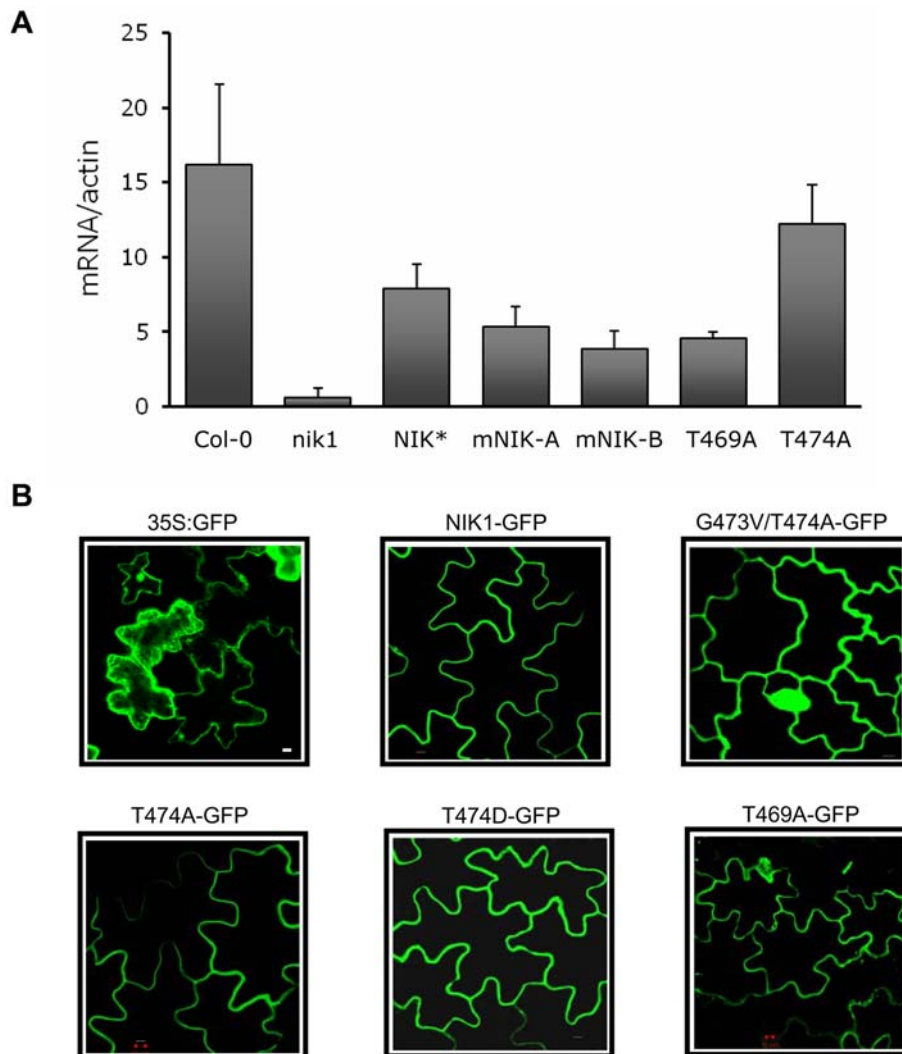 A
25
20
15
10
5
0
mRNA/actin
Col-0 nik1 NIK* mNIK-A mNIK-B T469A T474A
B
35S:GFP NIK1-GFP G473V/T474A-GFP
T474A-GFP T474D-GFP T469A-GFP